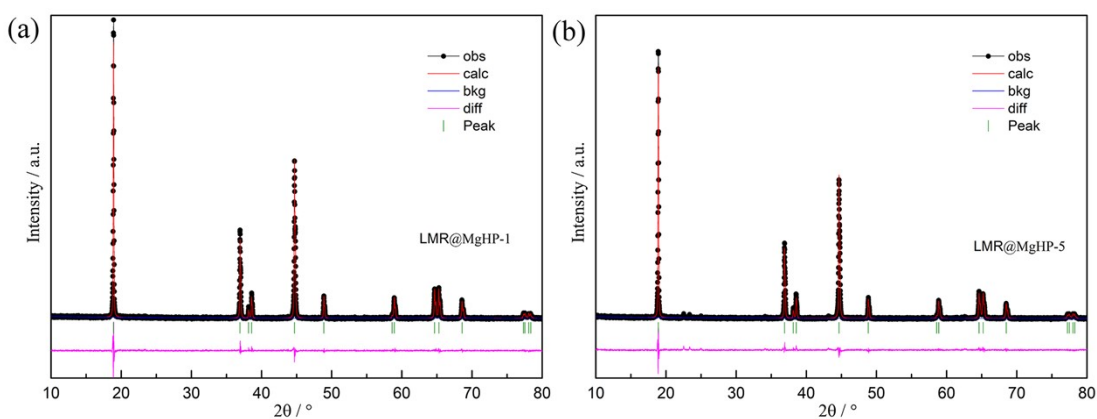 (a)
Intensity / a.u.
obs
calc
bkg
diff
Peak
LMR@MgHP-1
10 20 30 40 50 60 70 80
2θ / °
(b)
Intensity / a.u.
obs
calc
bkg
diff
Peak
LMR@MgHP-5
10 20 30 40 50 60 70 80
2θ / °